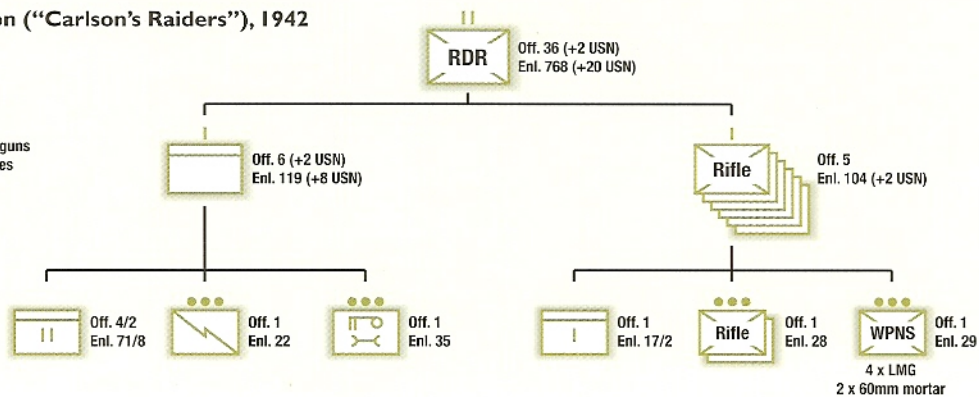 on (“Carlson’s Raiders”), 1942
RDR
Off. 36 (+2 USN)
Enl. 768 (+20 USN)
guns
es
Off. 6 (+2 USN)
Enl. 119 (+8 USN)
Rifle
Off. 5
Enl. 104 (+2 USN)
Off. 4/2
Enl. 71/8
Off. 1
Enl. 22
Off. 1
Enl. 35
Off. 1
Enl. 17/2
Rifle
Off. 1
Enl. 28
WPNS
Off. 1
Enl. 29
4 x LMG
2 x 60mm mortar